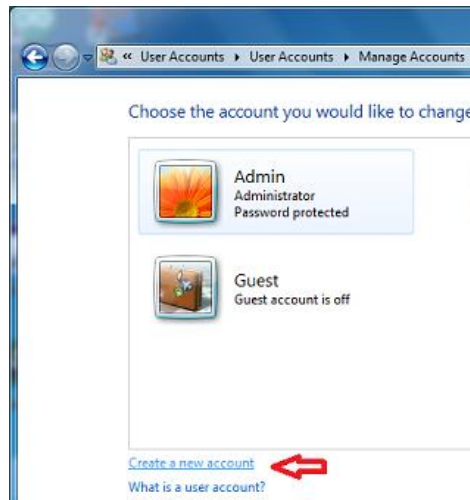 « User Accounts ▸ User Accounts ▸ Manage Accounts
Choose the account you would like to change
Admin
Administrator
Password protected
Guest
Guest account is off
Create a new account
What is a user account?